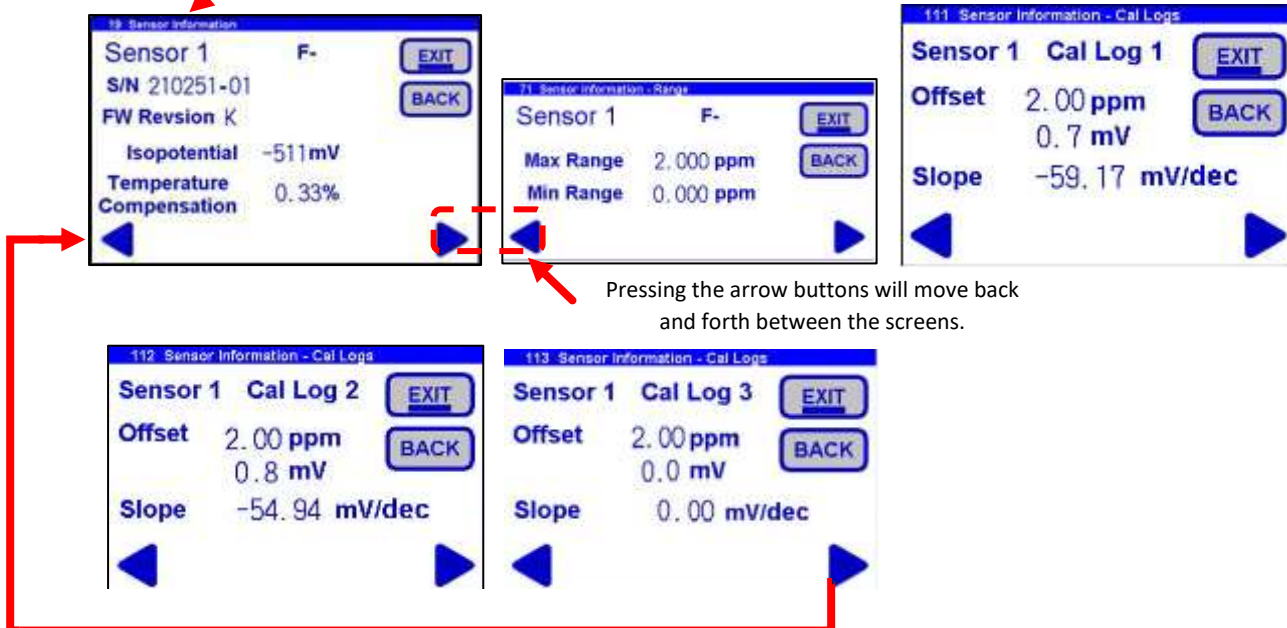 19 Sensor Information
Sensor 1 F- EXIT
S/N 210251-01
BACK
FW Revsion K
Isopotential -511mV
Temperature
Compensation 0.33%
71 Sensor Information - Range
Sensor 1 F- EXIT
Max Range 2.000 ppm BACK
Min Range 0.000 ppm
111 Sensor Information - Cal Logs
Sensor 1 Cal Log 1 EXIT
Offset 2.00 ppm
0.7 mV BACK
Slope -59.17 mV/dec
Pressing the arrow buttons will move back
and forth between the screens.
112 Sensor Information - Cal Logs
Sensor 1 Cal Log 2 EXIT
Offset 2.00 ppm BACK
0.8 mV
Slope -54.94 mV/dec
113 Sensor Information - Cal Logs
Sensor 1 Cal Log 3 EXIT
Offset 2.00 ppm BACK
0.0 mV
Slope 0.00 mV/dec